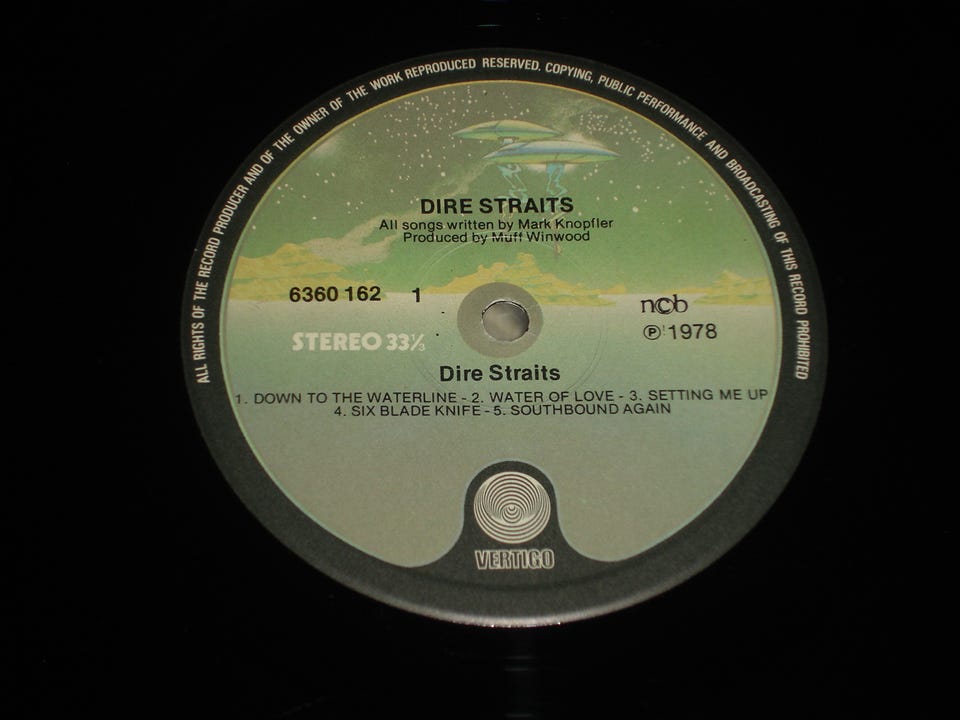 ALL RIGHTS OF THE RECORD PRODUCER AND OF THE OWNER OF THE WORK REPRODUCED RESERVED. COPYING, PUBLIC PERFORMANCE AND BROADCASTING OF THIS RECORD PROHIBITED
DIRE STRAITS
All songs written by Mark Knopfler
Produced by Muff Winwood
6360 162 1
ncb
STEREO 33⅓
Ⓟ 1978
Dire Straits
1. DOWN TO THE WATERLINE - 2. WATER OF LOVE - 3. SETTING ME UP
4. SIX BLADE KNIFE - 5. SOUTHBOUND AGAIN
VERTIGO